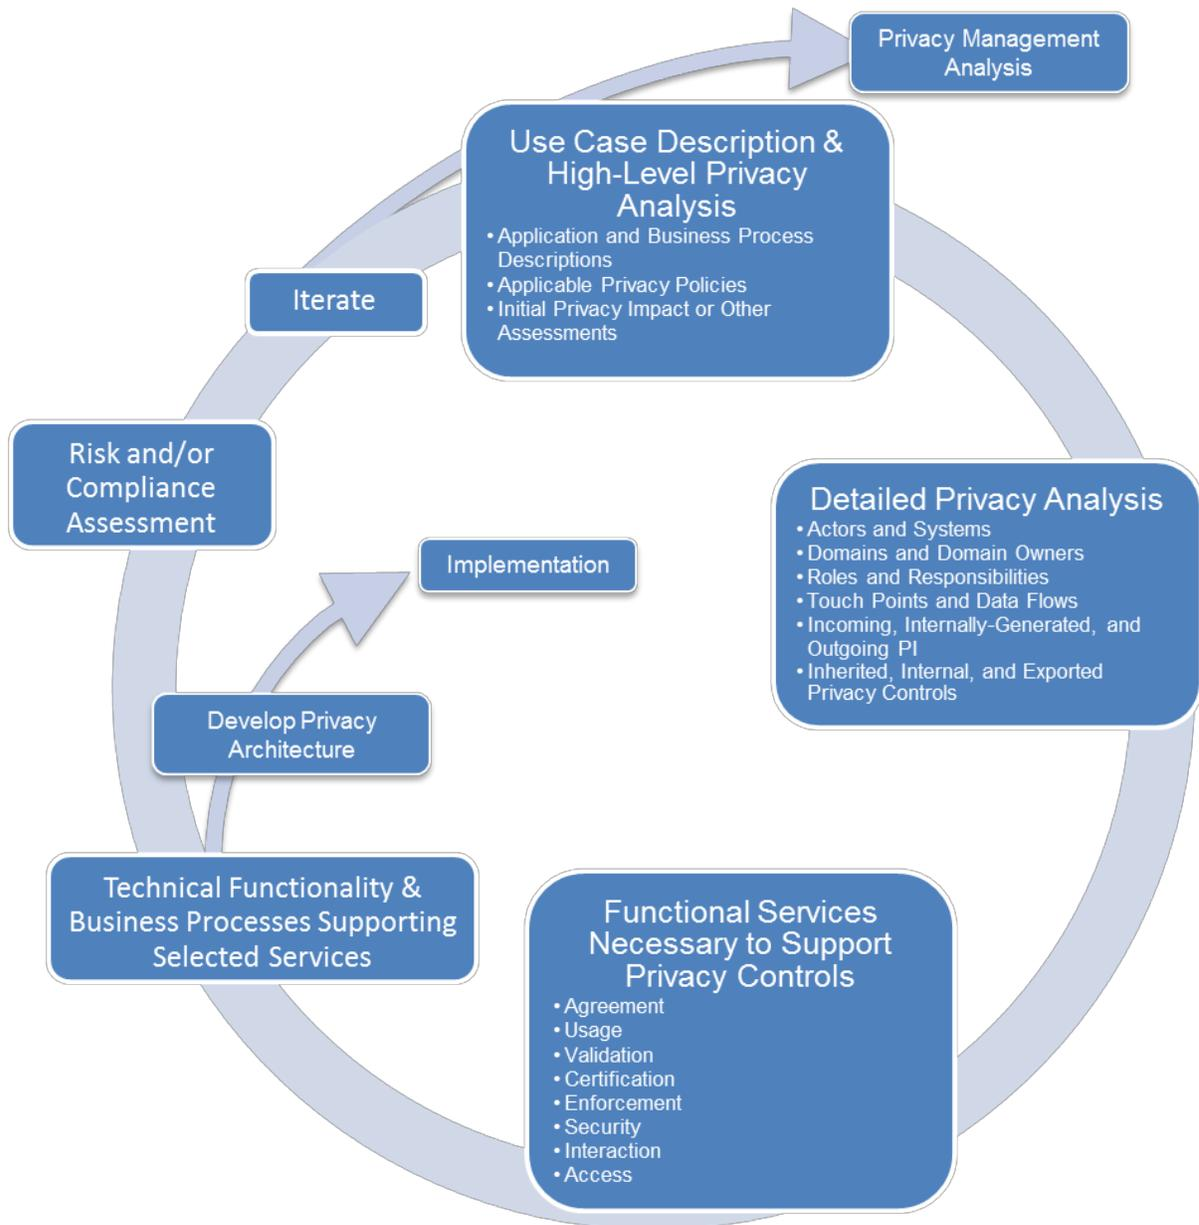 Privacy Management
Analysis
Use Case Description &
High-Level Privacy
Analysis
• Application and Business Process
Descriptions
• Applicable Privacy Policies
• Initial Privacy Impact or Other
Assessments
Iterate
Risk and/or
Compliance
Assessment
Detailed Privacy Analysis
• Actors and Systems
• Domains and Domain Owners
• Roles and Responsibilities
• Touch Points and Data Flows
• Incoming, Internally-Generated, and
Outgoing PI
• Inherited, Internal, and Exported
Privacy Controls
Implementation
Develop Privacy
Architecture
Technical Functionality &
Business Processes Supporting
Selected Services
Functional Services
Necessary to Support
Privacy Controls
• Agreement
• Usage
• Validation
• Certification
• Enforcement
• Security
• Interaction
• Access